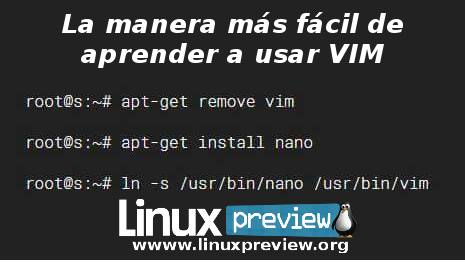 La manera más fácil de
aprender a usar VIM
root@s:~# apt-get remove vim
root@s:~# apt-get install nano
root@s:~# ln -s /usr/bin/nano /usr/bin/vim
Linux preview
www.linuxpreview.org